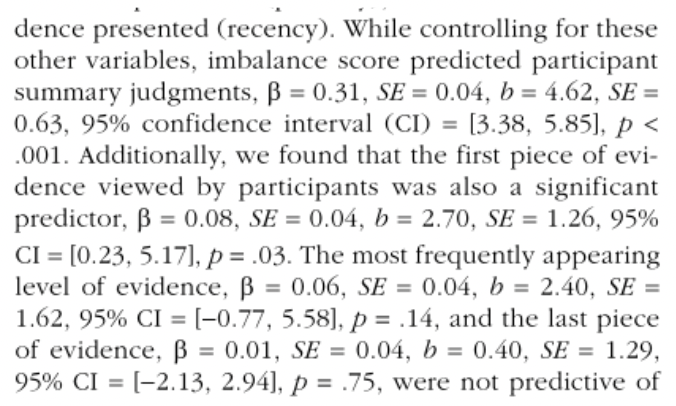 dence presented (recency). While controlling for these
other variables, imbalance score predicted participant
summary judgments, β = 0.31, SE = 0.04, b = 4.62, SE =
0.63, 95% confidence interval (CI) = [3.38, 5.85], p <
.001. Additionally, we found that the first piece of evi-
dence viewed by participants was also a significant
predictor, β = 0.08, SE = 0.04, b = 2.70, SE = 1.26, 95%
CI = [0.23, 5.17], p = .03. The most frequently appearing
level of evidence, β = 0.06, SE = 0.04, b = 2.40, SE =
1.62, 95% CI = [−0.77, 5.58], p = .14, and the last piece
of evidence, β = 0.01, SE = 0.04, b = 0.40, SE = 1.29,
95% CI = [−2.13, 2.94], p = .75, were not predictive of